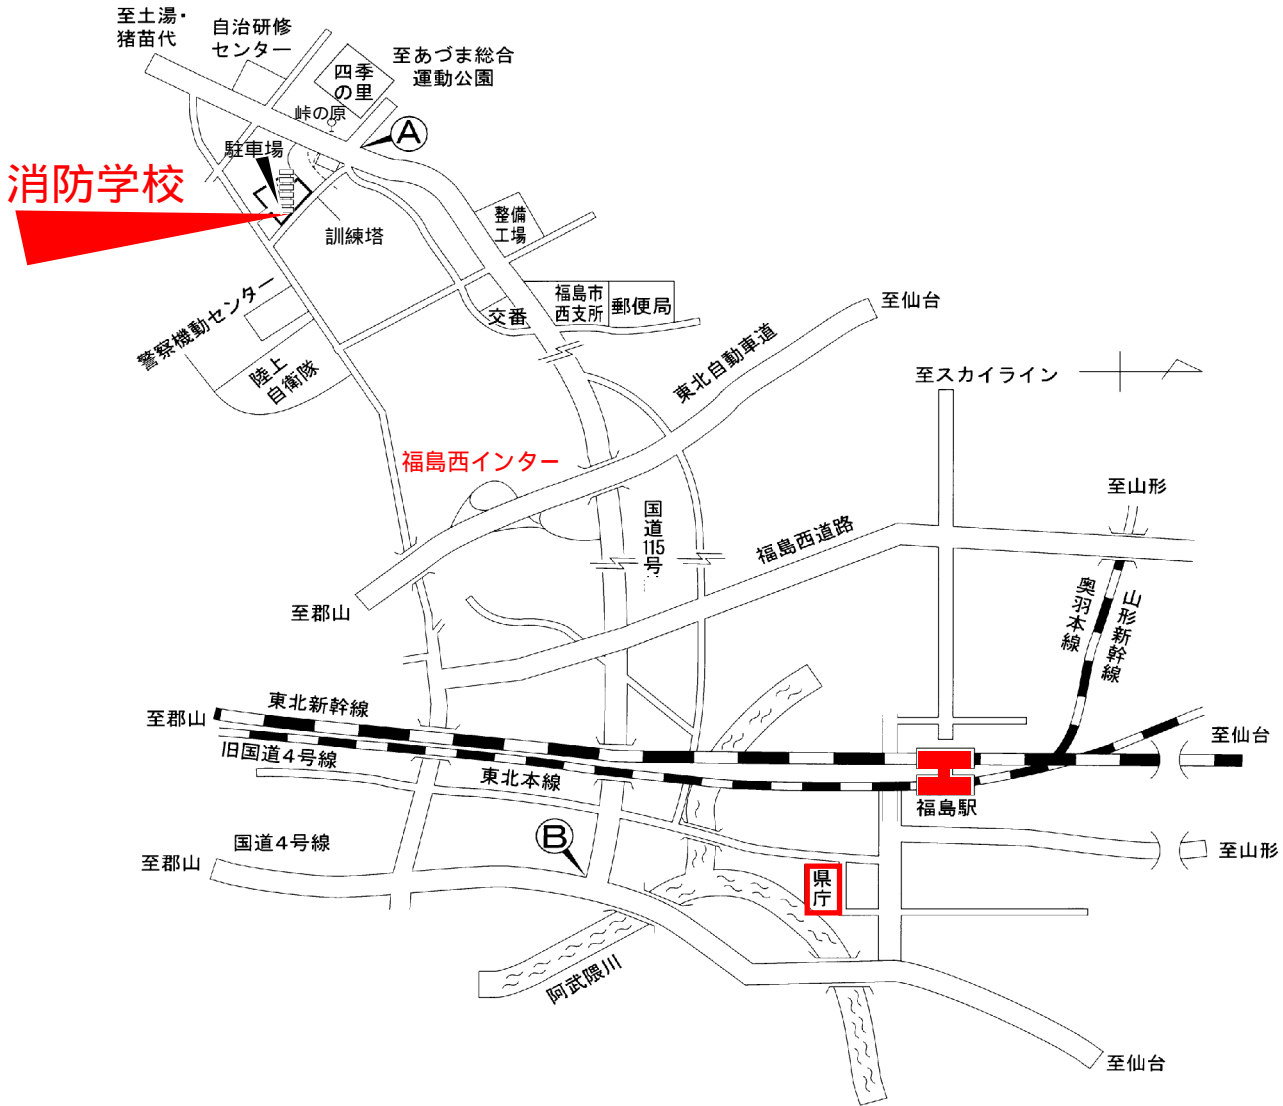 至土湯・
猪苗代
自治研修
センター
四季
の里
至あづま総合
運動公園
峠の原
A
駐車場
消防学校
訓練塔
整備
工場
警察機動センター
交番
福島市
西支所
郵便局
至仙台
陸上
自衛隊
東北自動車道
至スカイライン
福島西インター
国道115号
福島西道路
至山形
至郡山
奥羽本線
山形新幹線
東北新幹線
至郡山
旧国道4号線
東北本線
至仙台
福島駅
国道4号線
B
至郡山
至山形
県庁
阿武隈川
至仙台